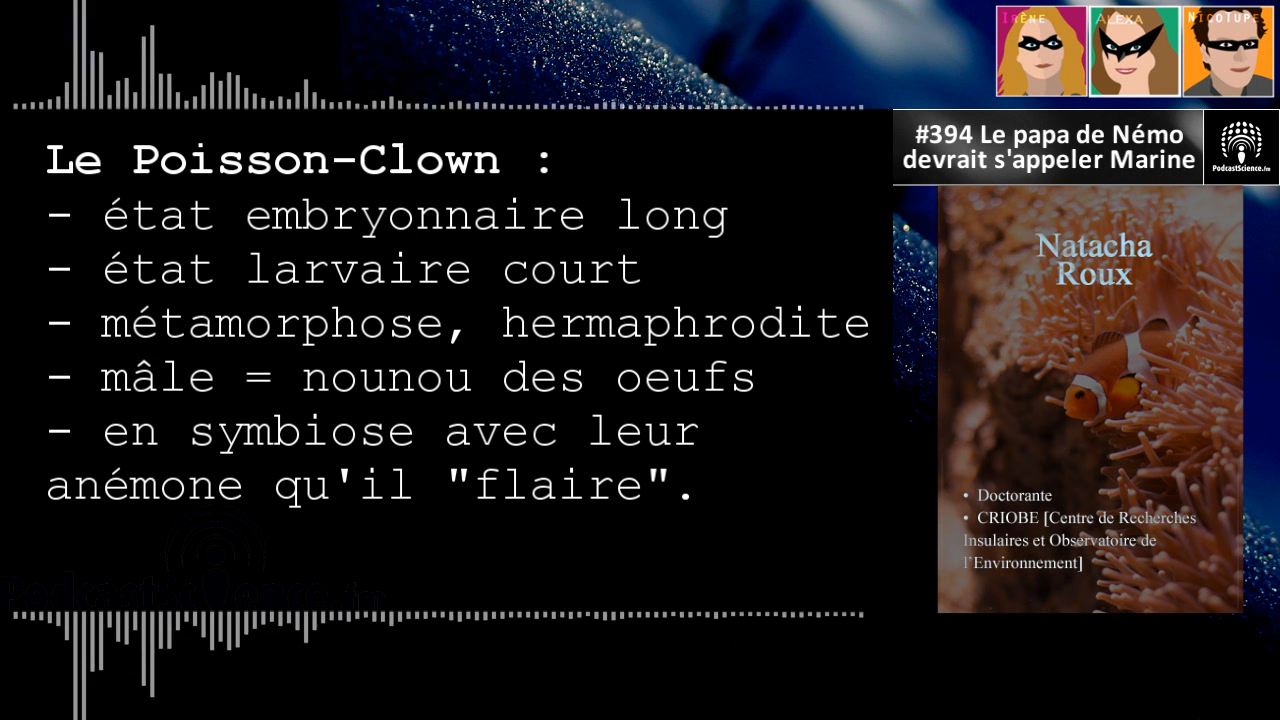 IRÈNE
ALEXA
NICOTUPE
#394 Le papa de Némo
devrait s'appeler Marine
PodcastScience.fm
Le Poisson-Clown :
- état embryonnaire long
- état larvaire court
- métamorphose, hermaphrodite
- mâle = nounou des oeufs
- en symbiose avec leur
anémone qu'il "flaire".
Natacha
Roux
• Doctorante
• CRIOBE [Centre de Recherches
Insulaires et Observatoire de
l'Environnement]
PodcastScience.fm